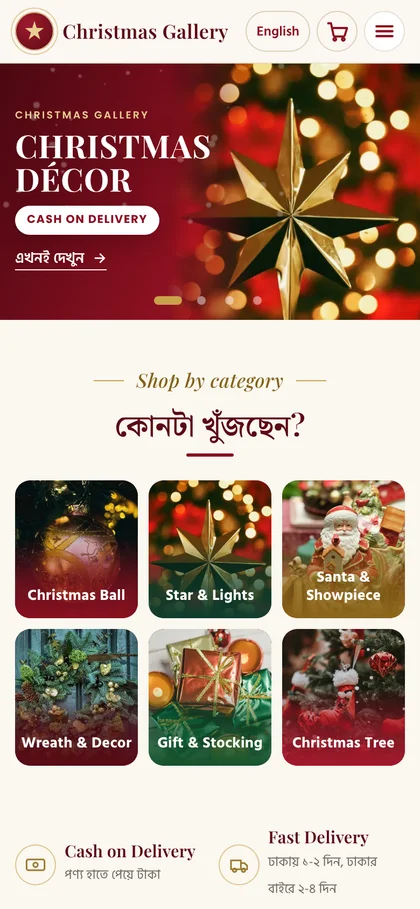 Christmas Gallery
English
CHRISTMAS GALLERY
CHRISTMAS
DÉCOR
CASH ON DELIVERY
এখনই দেখুন →
Shop by category
কোনটা খুঁজছেন?
Christmas Ball
Star & Lights
Santa &
Showpiece
Wreath & Decor
Gift & Stocking
Christmas Tree
Cash on Delivery
পণ্য হাতে পেয়ে টাকা
Fast Delivery
ঢাকায় ১-২ দিন, ঢাকার
বাইরে ২-৪ দিন